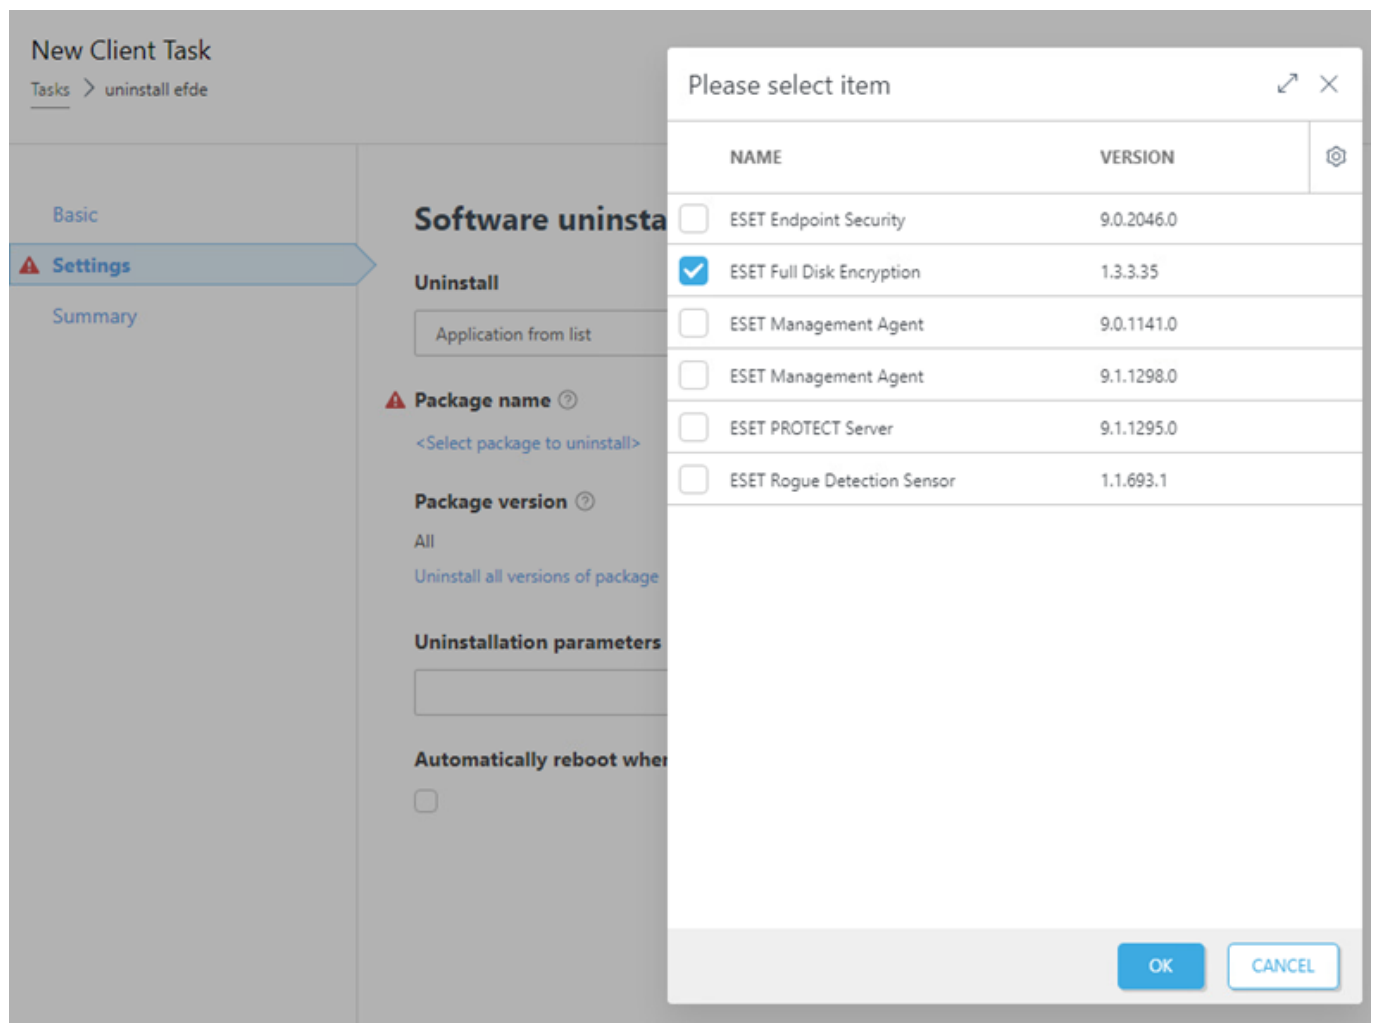 New Client Task
Tasks > uninstall efde
Basic
Settings
Summary
Software uninsta
Uninstall
Application from list
Package name
<Select package to uninstall>
Package version
All
Uninstall all versions of package
Uninstallation parameters
Automatically reboot when
Please select item
NAME VERSION
ESET Endpoint Security 9.0.2046.0
ESET Full Disk Encryption 1.3.3.35
ESET Management Agent 9.0.1141.0
ESET Management Agent 9.1.1298.0
ESET PROTECT Server 9.1.1295.0
ESET Rogue Detection Sensor 1.1.693.1
OK CANCEL